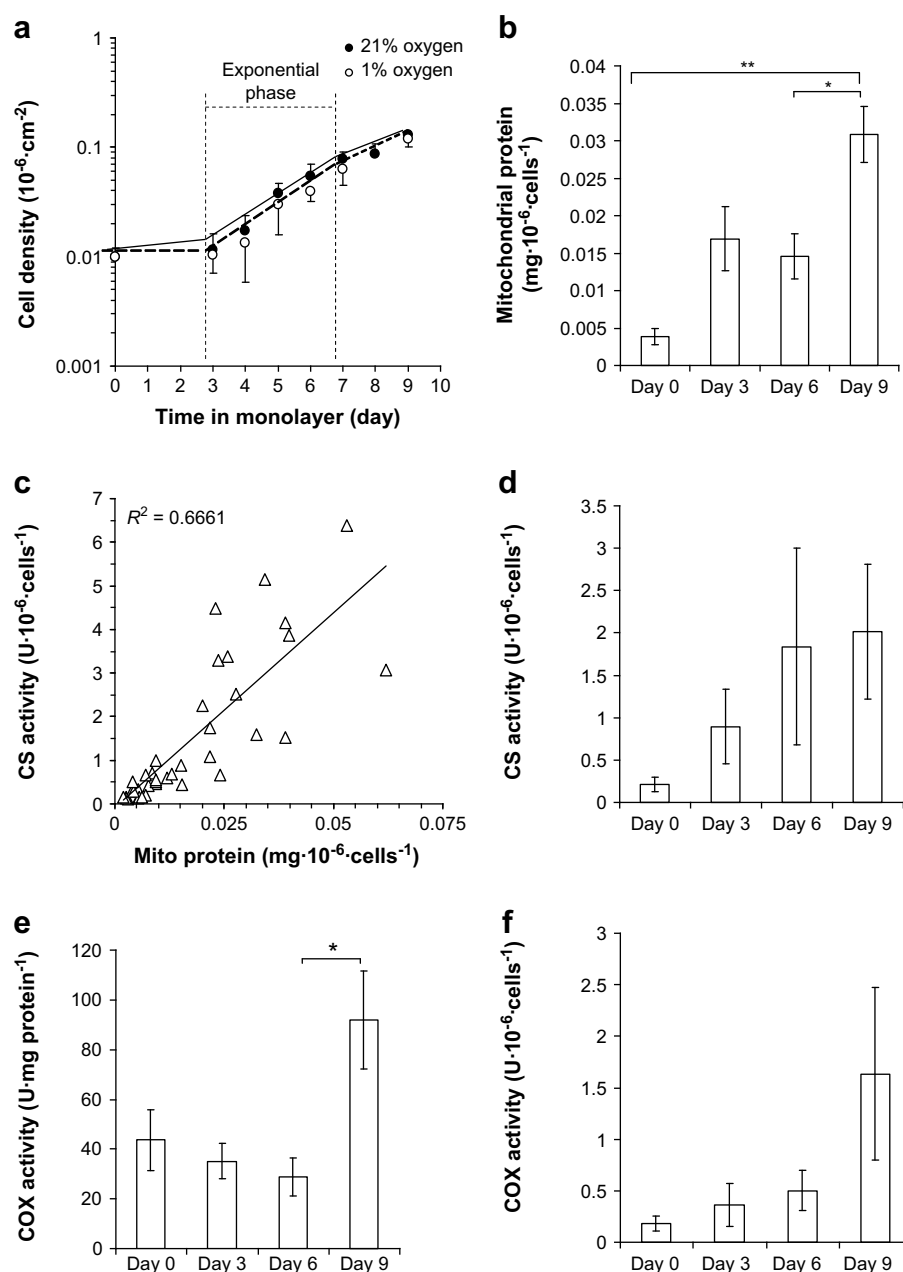 a
● 21% oxygen
○ 1% oxygen
Exponential
phase
Cell density (10⁻⁶·cm⁻²)
1
0.1
0.01
0.001
0 1 2 3 4 5 6 7 8 9 10
Time in monolayer (day)
b
**
*
Mitochondrial protein
(mg·10⁻⁶·cells⁻¹)
0.04
0.035
0.03
0.025
0.02
0.015
0.01
0.005
0
Day 0 Day 3 Day 6 Day 9
c
R² = 0.6661
CS activity (U·10⁻⁶·cells⁻¹)
7
6
5
4
3
2
1
0
0 0.025 0.05 0.075
Mito protein (mg·10⁻⁶·cells⁻¹)
d
CS activity (U·10⁻⁶·cells⁻¹)
3.5
3
2.5
2
1.5
1
0.5
0
Day 0 Day 3 Day 6 Day 9
e
*
COX activity (U·mg protein⁻¹)
120
100
80
60
40
20
0
Day 0 Day 3 Day 6 Day 9
f
COX activity (U·10⁻⁶·cells⁻¹)
3
2.5
2
1.5
1
0.5
0
Day 0 Day 3 Day 6 Day 9